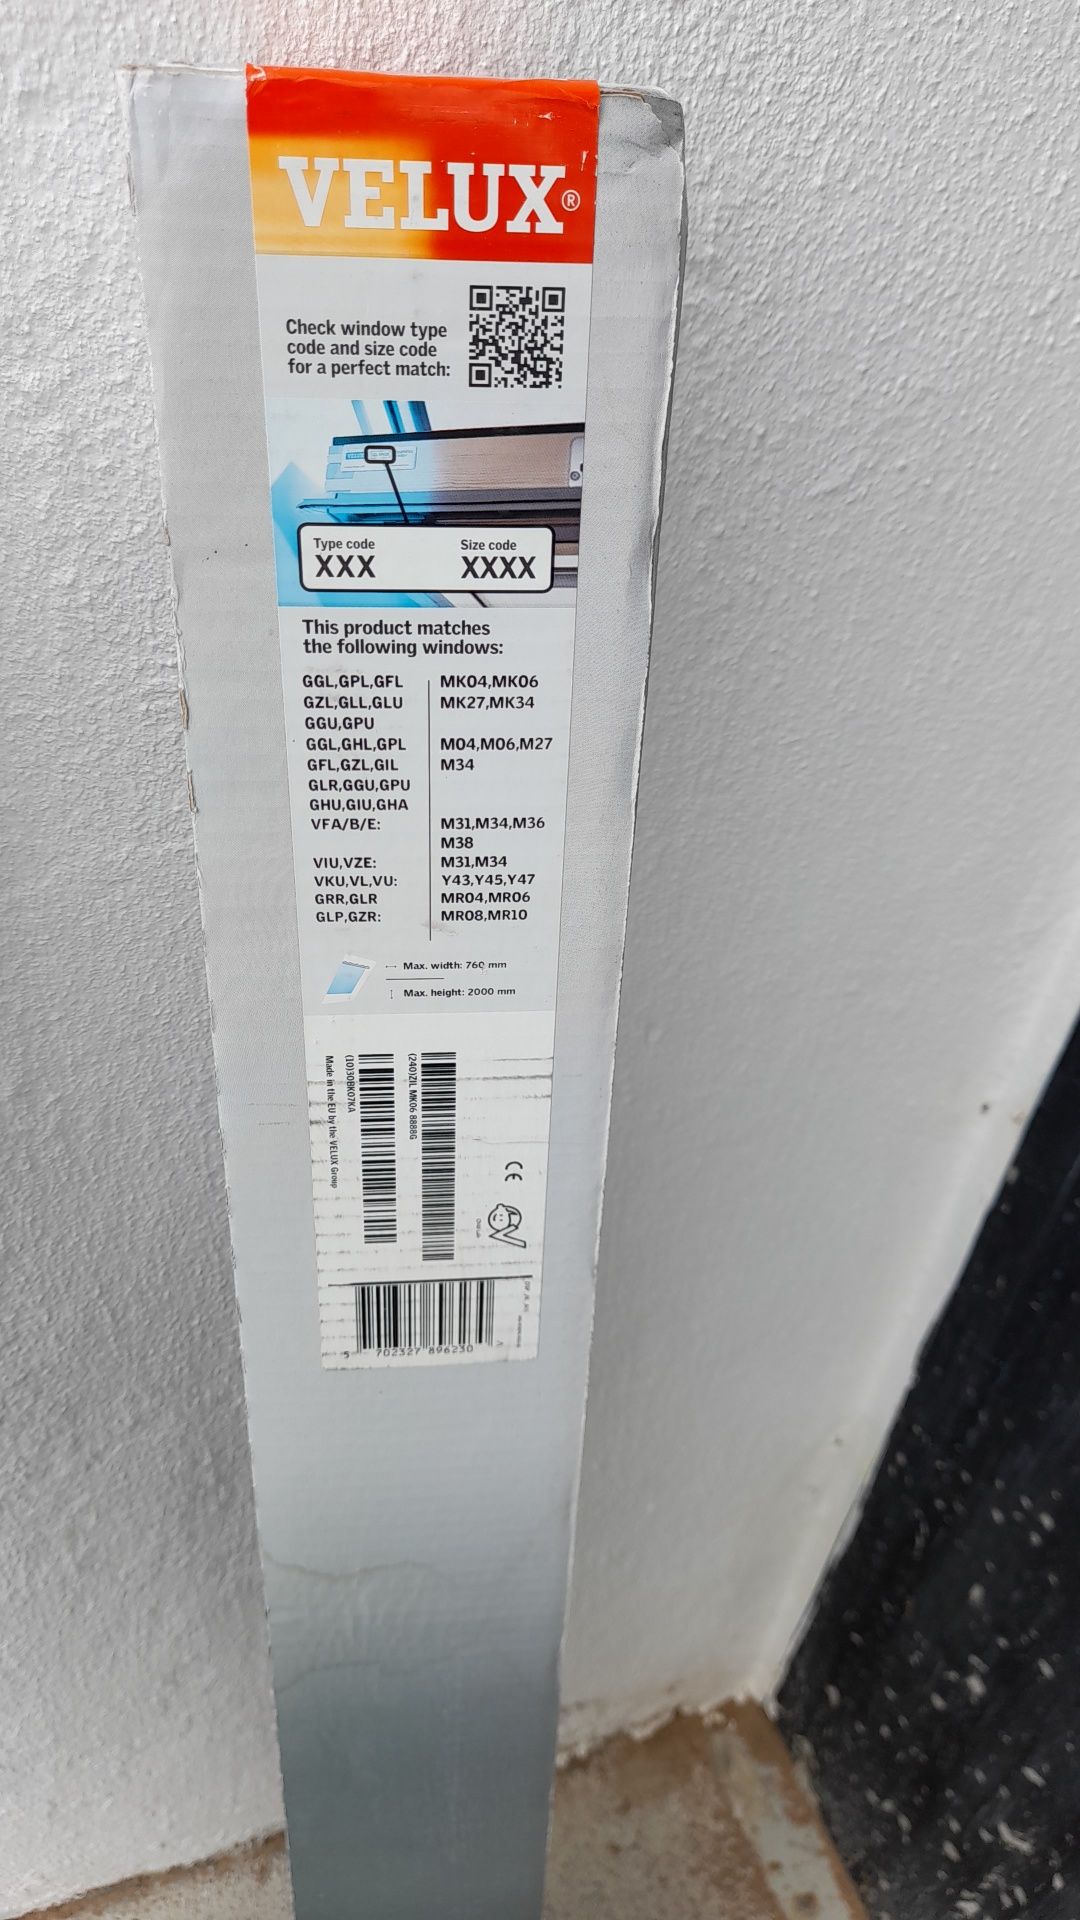 VELUX®
Check window type
code and size code
for a perfect match:
VELUX
Type code
Size code
XXX
XXXX
This product matches
the following windows:
GGL,GPL,GFL MK04,MK06
GZL,GLL,GLU MK27,MK34
GGU,GPU
GGL,GHL,GPL M04,M06,M27
GFL,GZL,GIL M34
GLR,GGU,GPU
GHU,GIU,GHA
VFA/B/E: M31,M34,M36
M38
VIU,VZE: M31,M34
VKU,VL,VU: Y43,Y45,Y47
GRR,GLR MR04,MR06
GLP,GZR: MR08,MR10
Max. width: 760 mm
Max. height: 2000 mm
(240)ZIL MK06 8888G
(10)30BK07KA
Made in the EU by the VELUX Group
CE
5 702327 896230